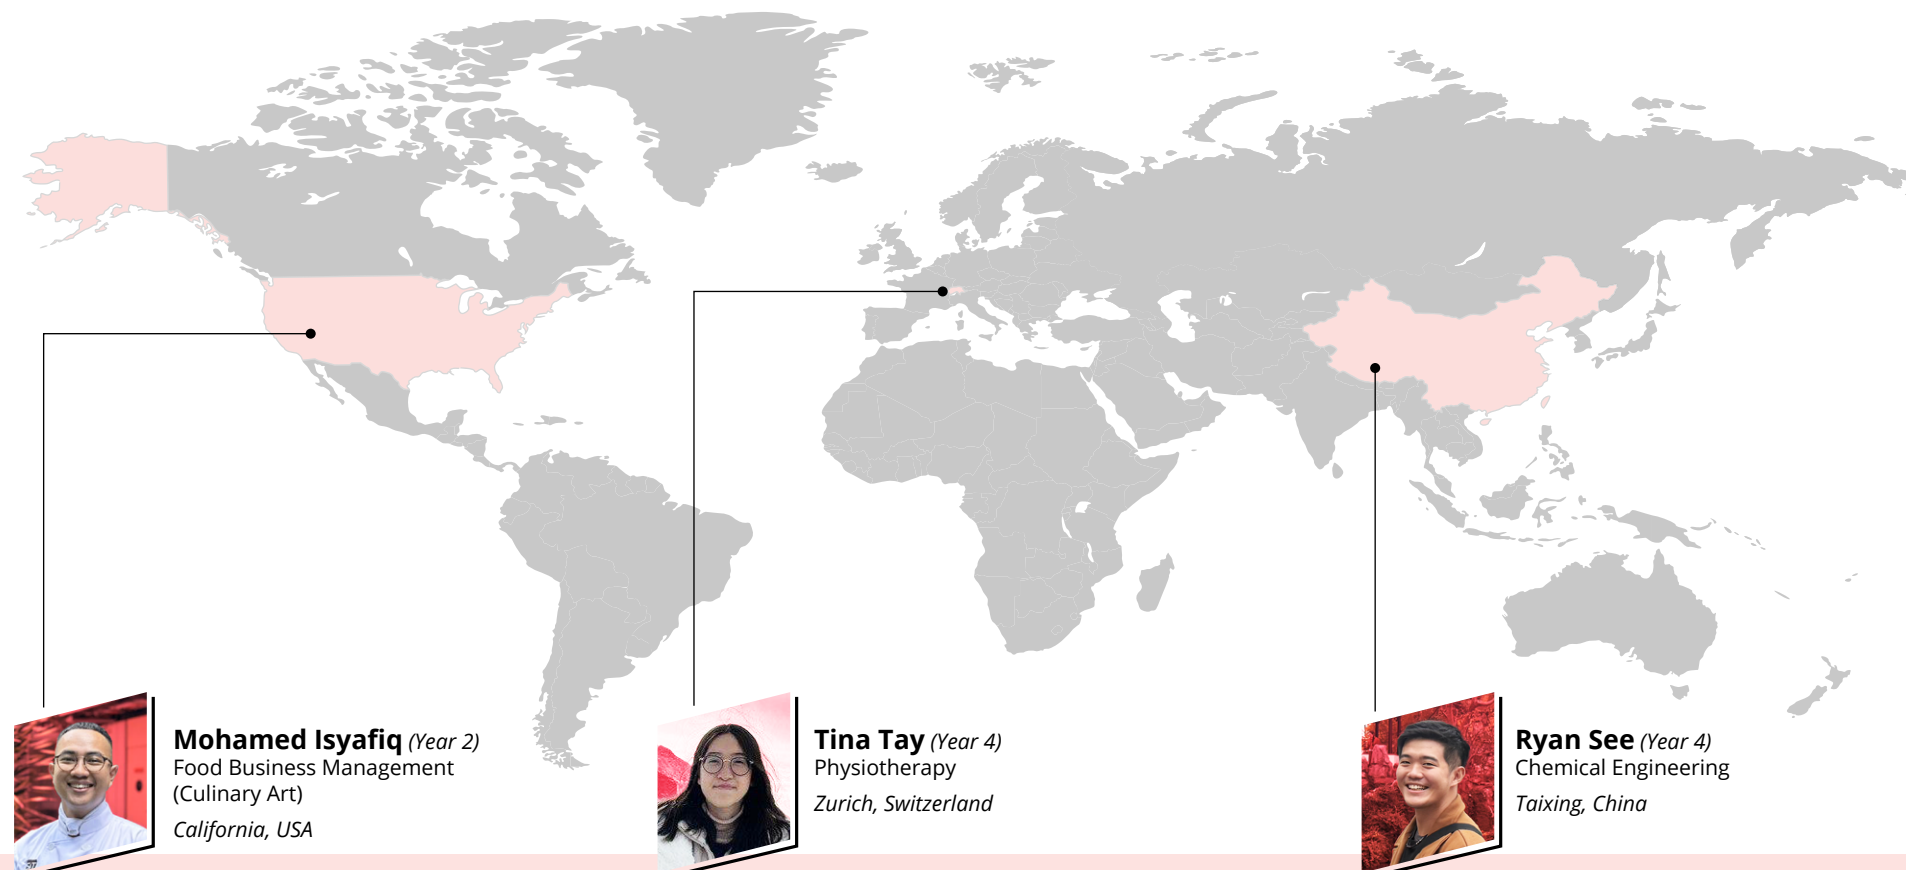 Mohamed Isyafiq (Year 2)
Food Business Management
(Culinary Art)
California, USA
Tina Tay (Year 4)
Physiotherapy
Zurich, Switzerland
Ryan See (Year 4)
Chemical Engineering
Taixing, China